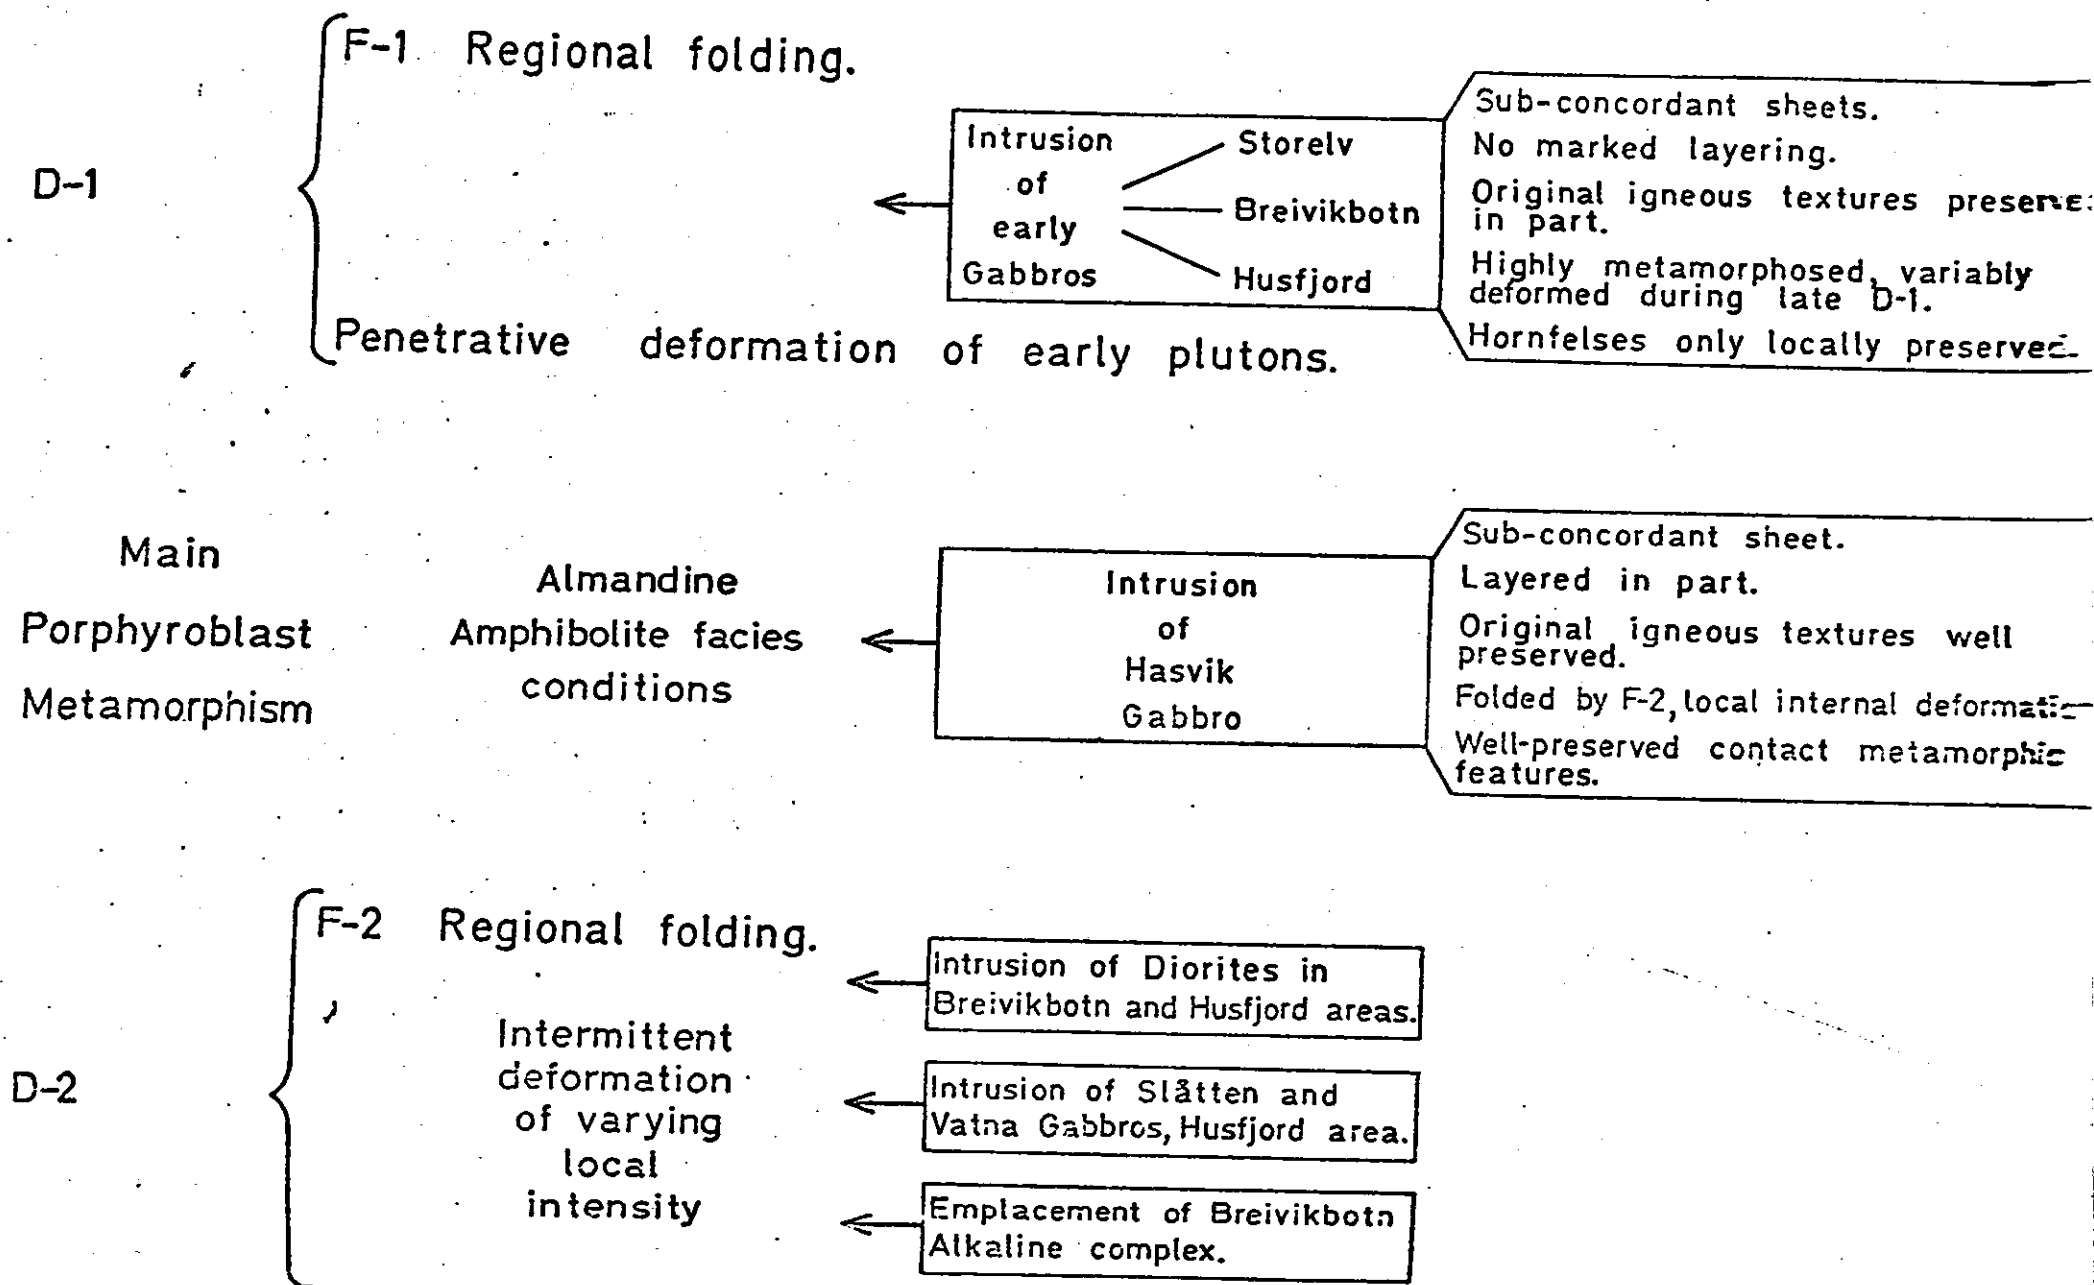 F-1 Regional folding.
D-1
Intrusion
of
early
Gabbros
Storelv
Breivikbotn
Husfjord
Sub-concordant sheets.
No marked layering.
Original igneous textures
in part.
Highly metamorphosed, variably
deformed during late D-1.
Hornfelses only locally
Penetrative deformation of early plutons.
Main
Porphyroblast
Metamorphism
Almandine
Amphibolite facies
conditions
Intrusion
of
Hasvik
Gabbro
Sub-concordant sheet.
Layered in part.
Original igneous textures well
preserved.
Folded by F-2, local internal
Well-preserved contact metamorphic
features.
D-2
F-2 Regional folding.
Intermittent
deformation
of varying
local
intensity
Intrusion of Diorites in
Breivikbotn and Husfjord areas.
Intrusion of Slåtten and
Vatna Gabbros, Husfjord area.
Emplacement of Breivikbotn
Alkaline complex.